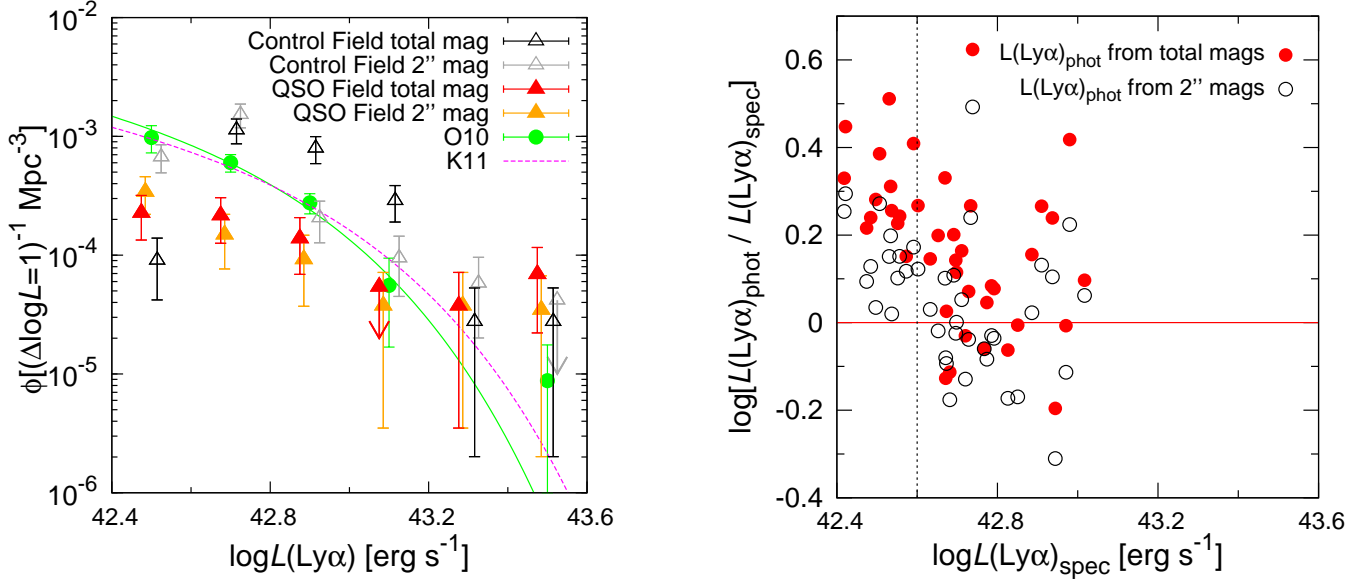 10⁻²
10⁻³
10⁻⁴
10⁻⁵
10⁻⁶
ϕ[(ΔlogL=1)⁻¹ Mpc⁻³]
Control Field total mag
Control Field 2'' mag
QSO Field total mag
QSO Field 2'' mag
O10
K11
42.4 42.8 43.2 43.6
logL(Lyα) [erg s⁻¹]
0.6
0.4
0.2
0
-0.2
-0.4
log[L(Lyα)phot / L(Lyα)spec]
L(Lyα)phot from total mags
L(Lyα)phot from 2'' mags
42.4 42.8 43.2 43.6
logL(Lyα)spec [erg s⁻¹]